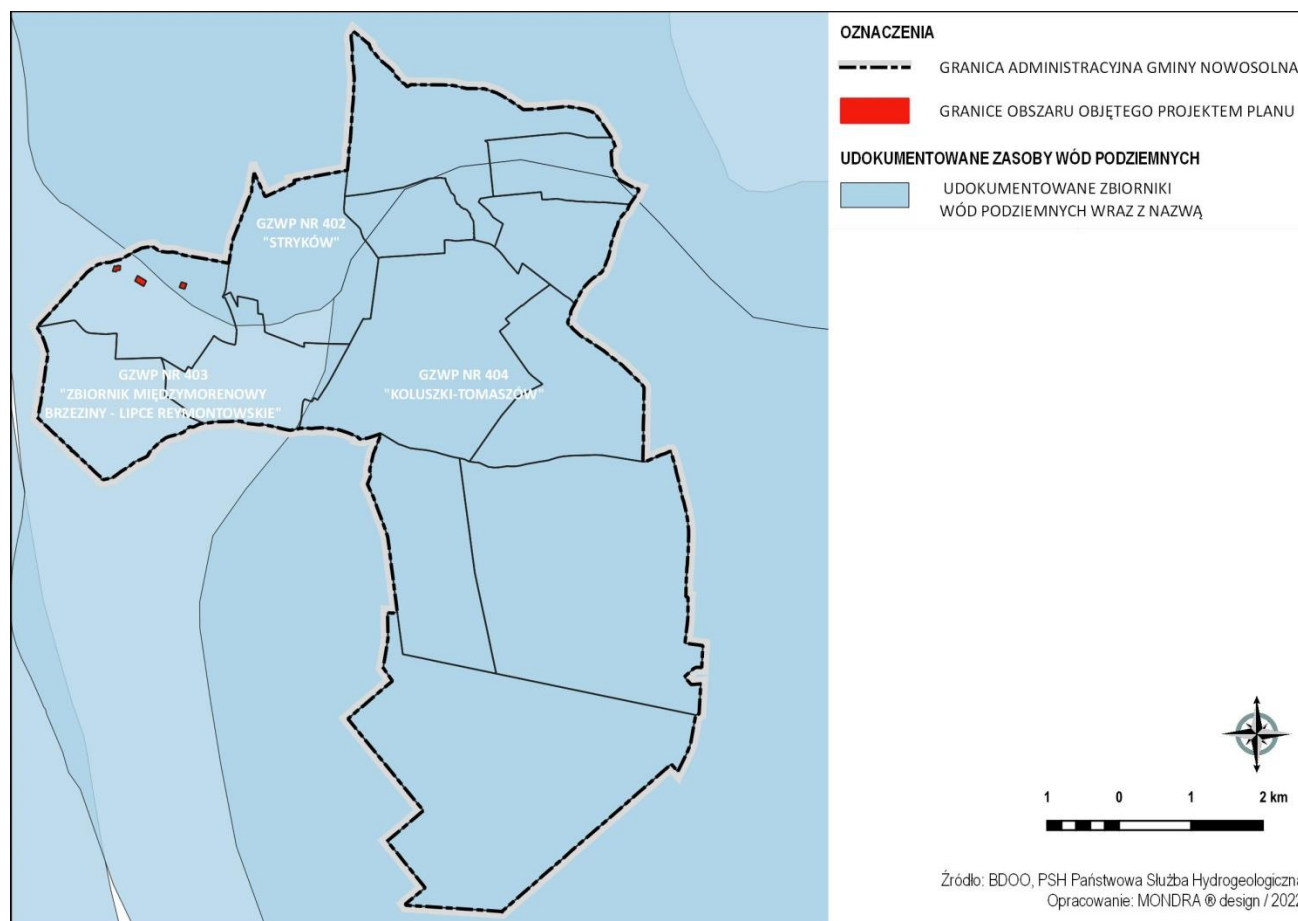 OZNACZENIA
GRANICA ADMINISTRACYJNA GMINY NOWOSOLNA
GRANICE OBSZARU OBJĘTEGO PROJEKTEM PLANU
UDOKUMENTOWANE ZASOBY WÓD PODZIEMNYCH
UDOKUMENTOWANE ZBIORNIKI
WÓD PODZIEMNYCH WRAZ Z NAZWĄ
GZWP NR 402
"STRYKÓW"
GZWP NR 403
"ZBIORNIK MIĘDZYMORENOWY
BRZEZINY - LIPCE REYMONTOWSKIE"
GZWP NR 404
"KOLUSZKI-TOMASZÓW"
1 0 1 2 km
Źródło: BDOO, PSH Państwowa Służba Hydrogeologiczna
Opracowanie: MONDRA ® design / 2022